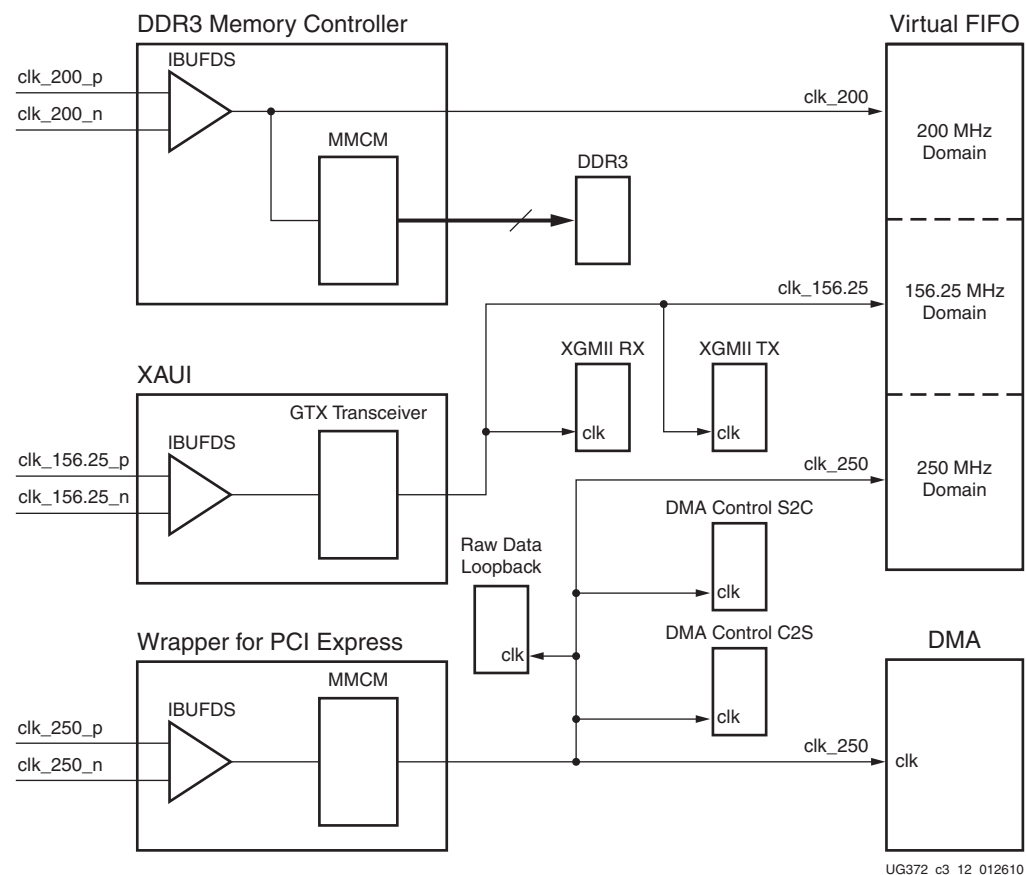 DDR3 Memory Controller
Virtual FIFO
IBUFDS
clk_200_p
clk_200_n
clk_200
200 MHz
Domain
MMCM
DDR3
clk_156.25
156.25 MHz
Domain
XGMII RX
XGMII TX
clk
clk
XAUI
GTX Transceiver
IBUFDS
clk_156.25_p
clk_156.25_n
clk_250
250 MHz
Domain
DMA Control S2C
clk
Raw Data
Loopback
clk
DMA Control C2S
clk
Wrapper for PCI Express
DMA
MMCM
IBUFDS
clk_250_p
clk_250_n
clk_250
clk
UG372_c3_12_012610